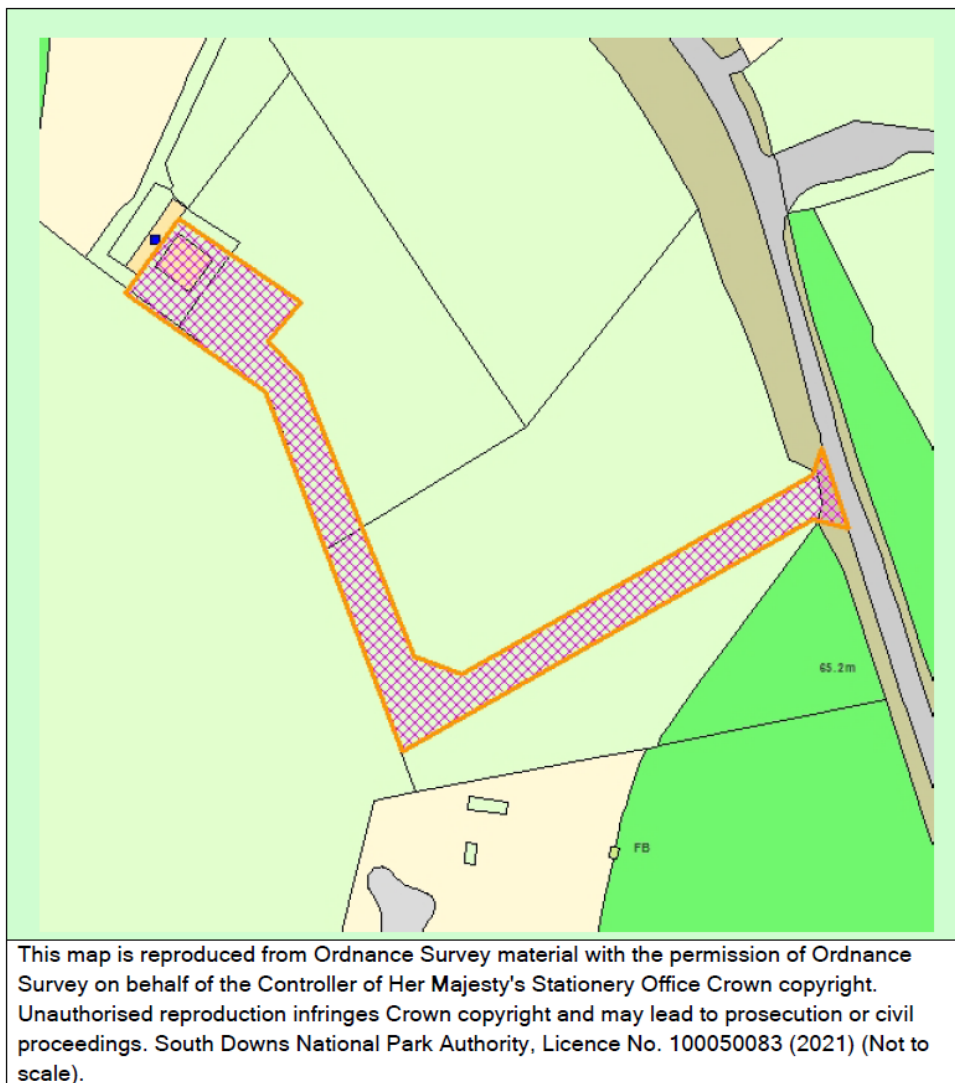 65.2m
FB
This map is reproduced from Ordnance Survey material with the permission of Ordnance
Survey on behalf of the Controller of Her Majesty's Stationery Office Crown copyright.
Unauthorised reproduction infringes Crown copyright and may lead to prosecution or civil
proceedings. South Downs National Park Authority, Licence No. 100050083 (2021) (Not to
scale).